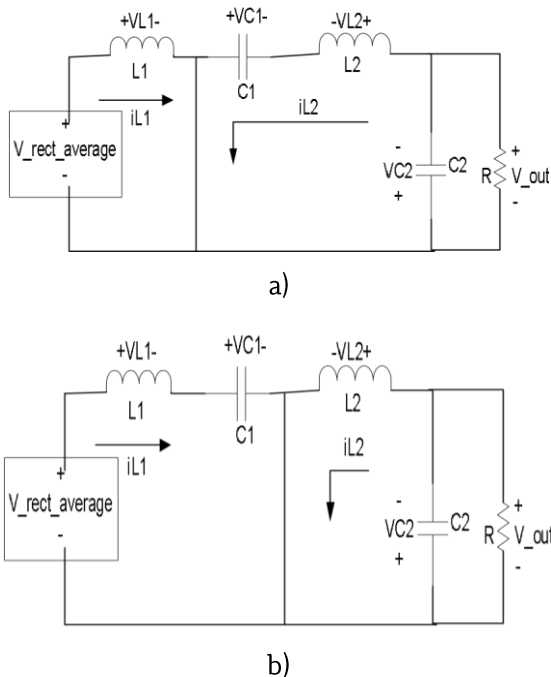 +VL1-
+VC1-
-VL2+
L1
C1
L2
iL1
iL2
+
V_rect_average
-
-
VC2
+
C2
R
+
V_out
-
a)
+VL1-
+VC1-
-VL2+
L1
C1
L2
iL1
iL2
+
V_rect_average
-
-
VC2
+
C2
R
+
V_out
-
b)